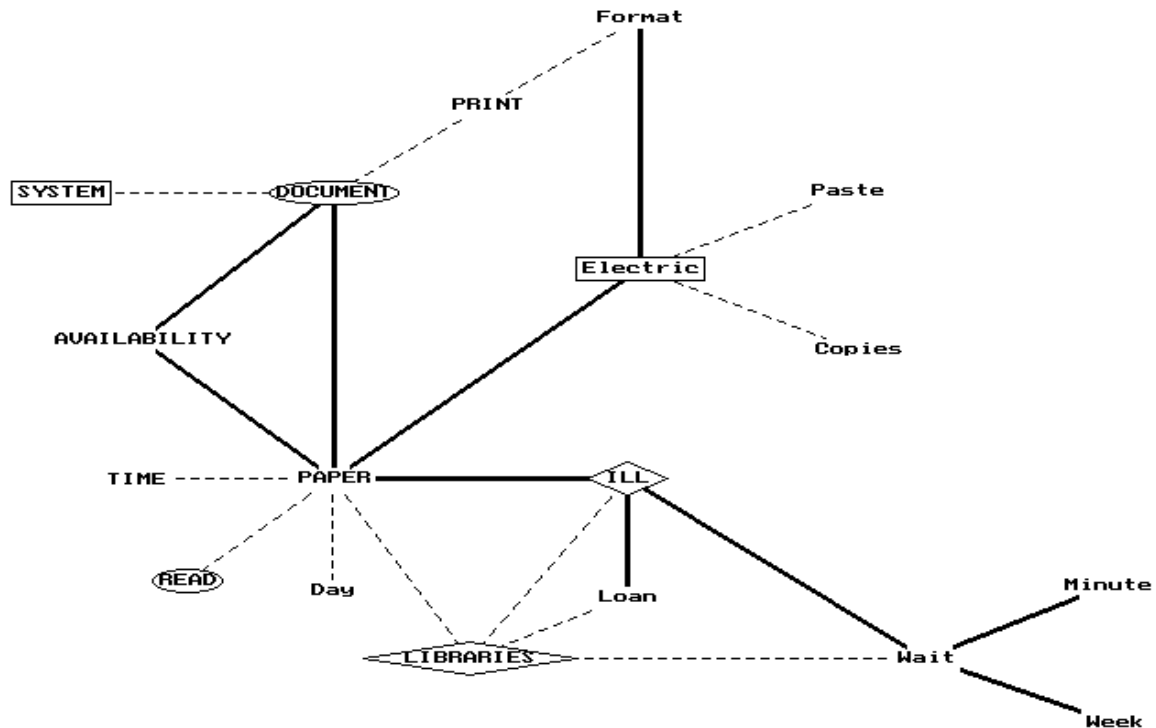 Format
PRINT
SYSTEM
DOCUMENT
Paste
Electric
AVAILABILITY
Copies
TIME
PAPER
ILL
READ
Day
Loan
Minute
LIBRARIES
Wait
Week